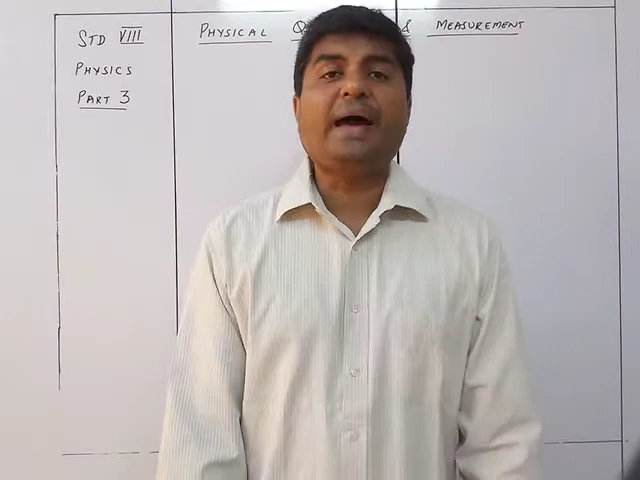 STD VIII
PHYSICS
PART 3
PHYSICAL & MEASUREMENT